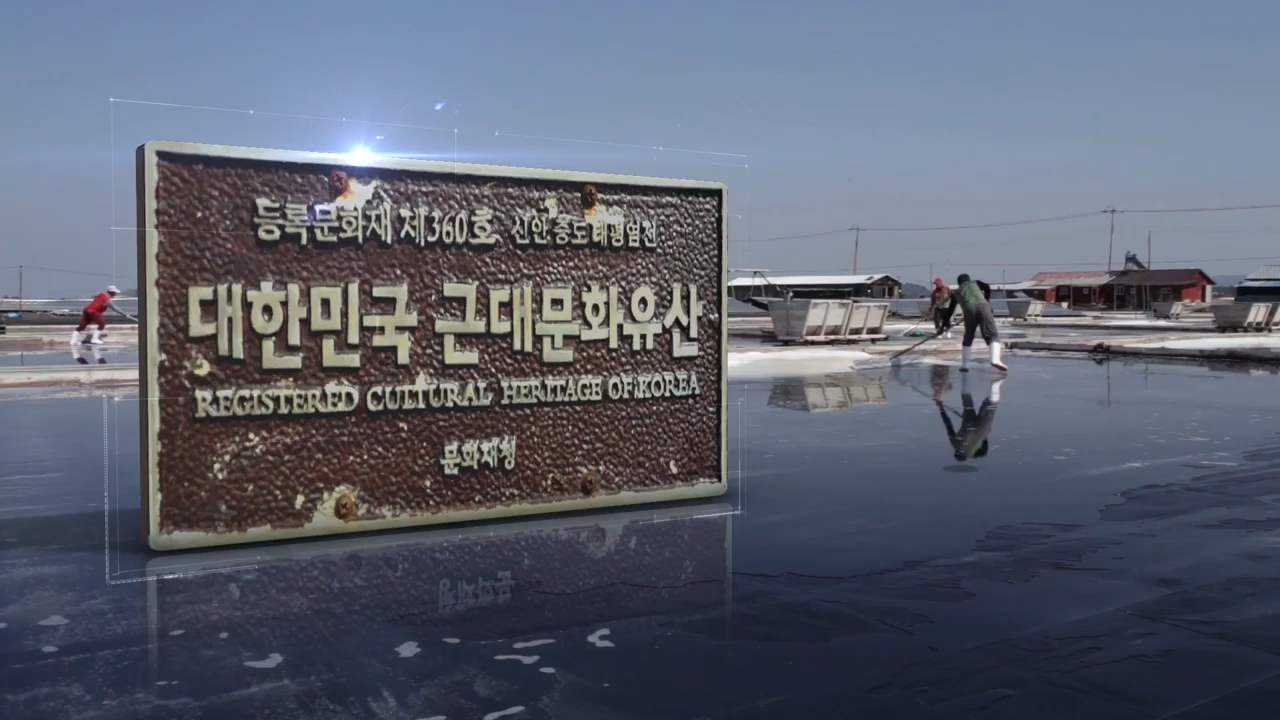 등록문화재 제360호 신안 증도 태평염전
대한민국 근대문화유산
REGISTERED CULTURAL HERITAGE OF KOREA
문화재청